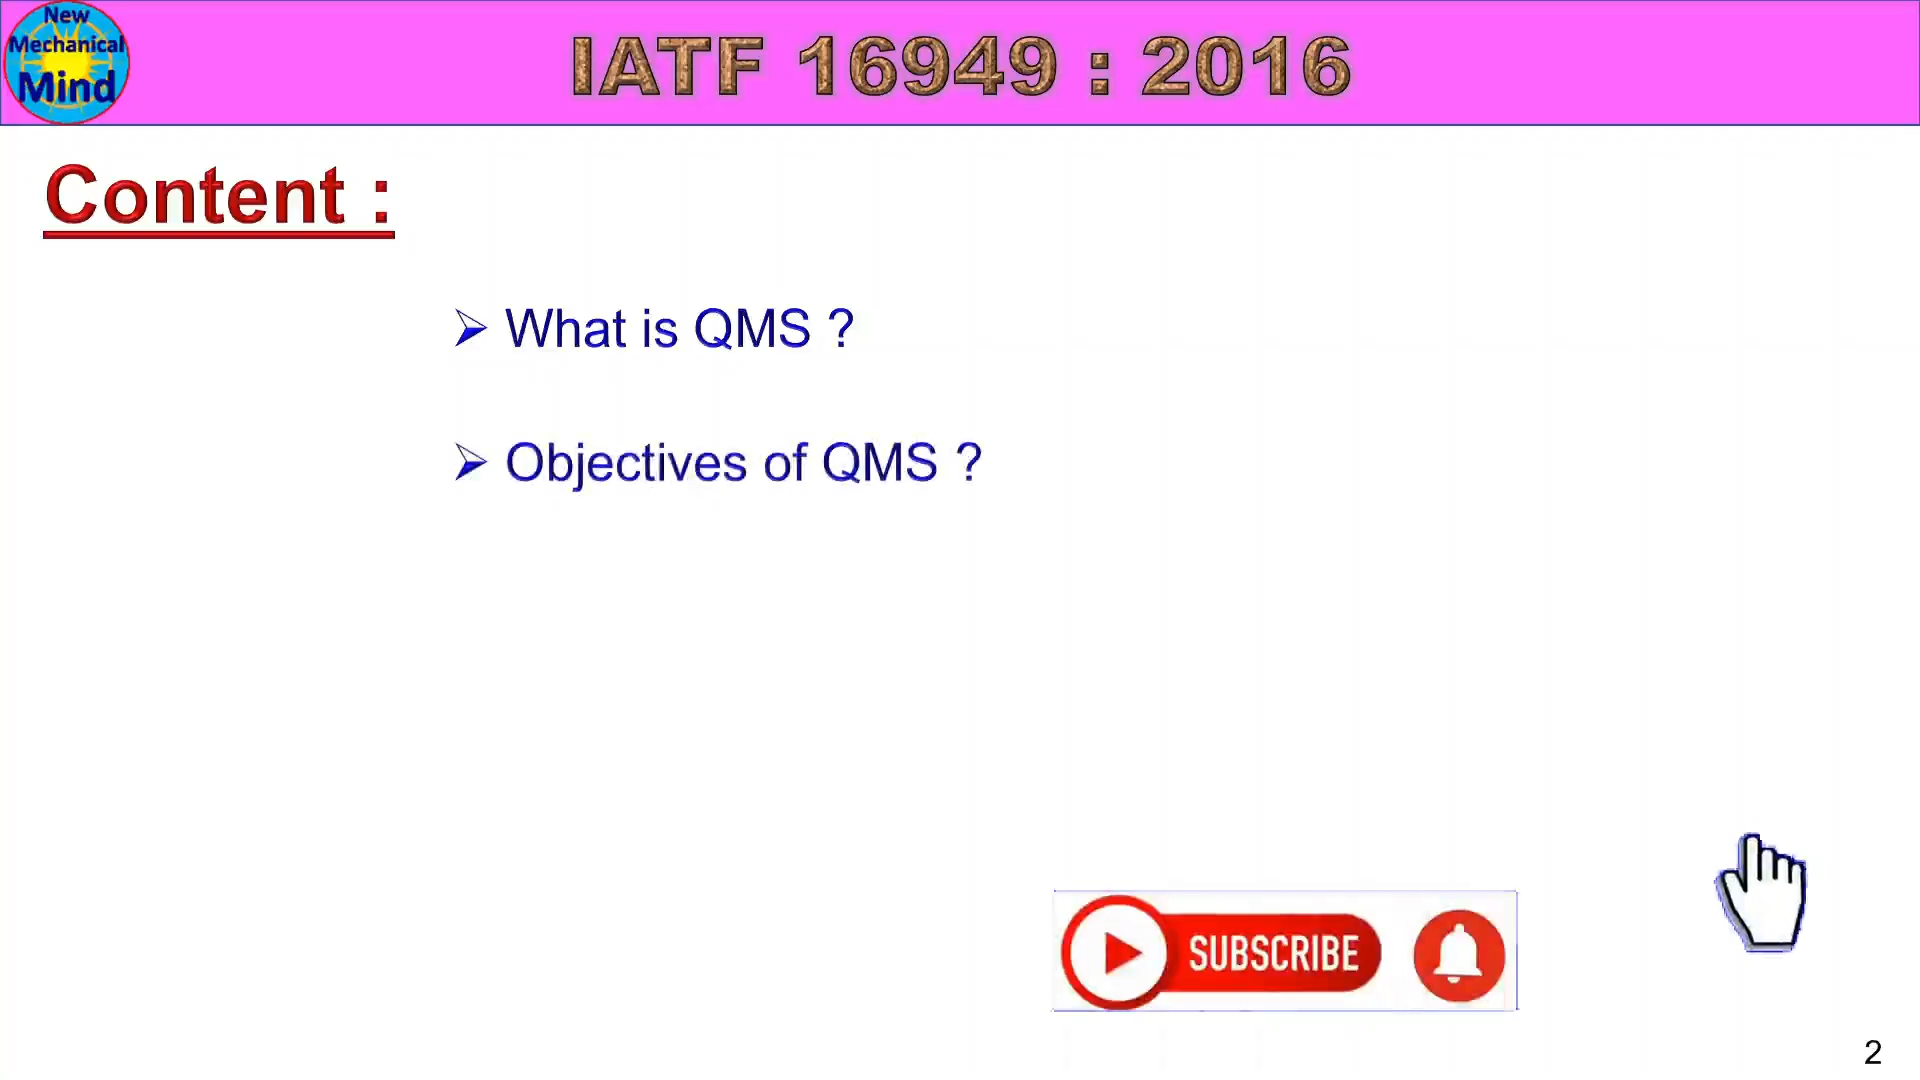 New
Mechanical
Mind
IATF 16949 : 2016
Content :
What is QMS ?
Objectives of QMS ?
SUBSCRIBE
2